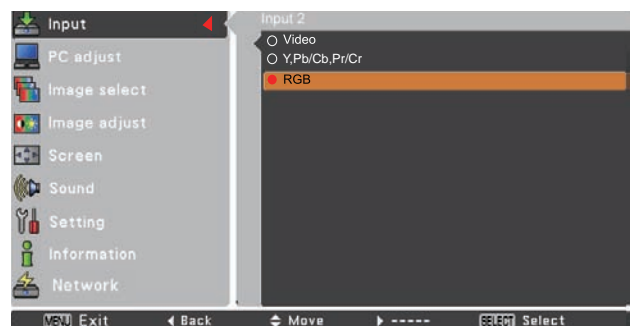 Input
PC adjust
Image select
Image adjust
Screen
Sound
Setting
Information
Network
Input 2
Video
Y,Pb/Cb,Pr/Cr
RGB
MENU Exit Back Move ----- SELECT Select